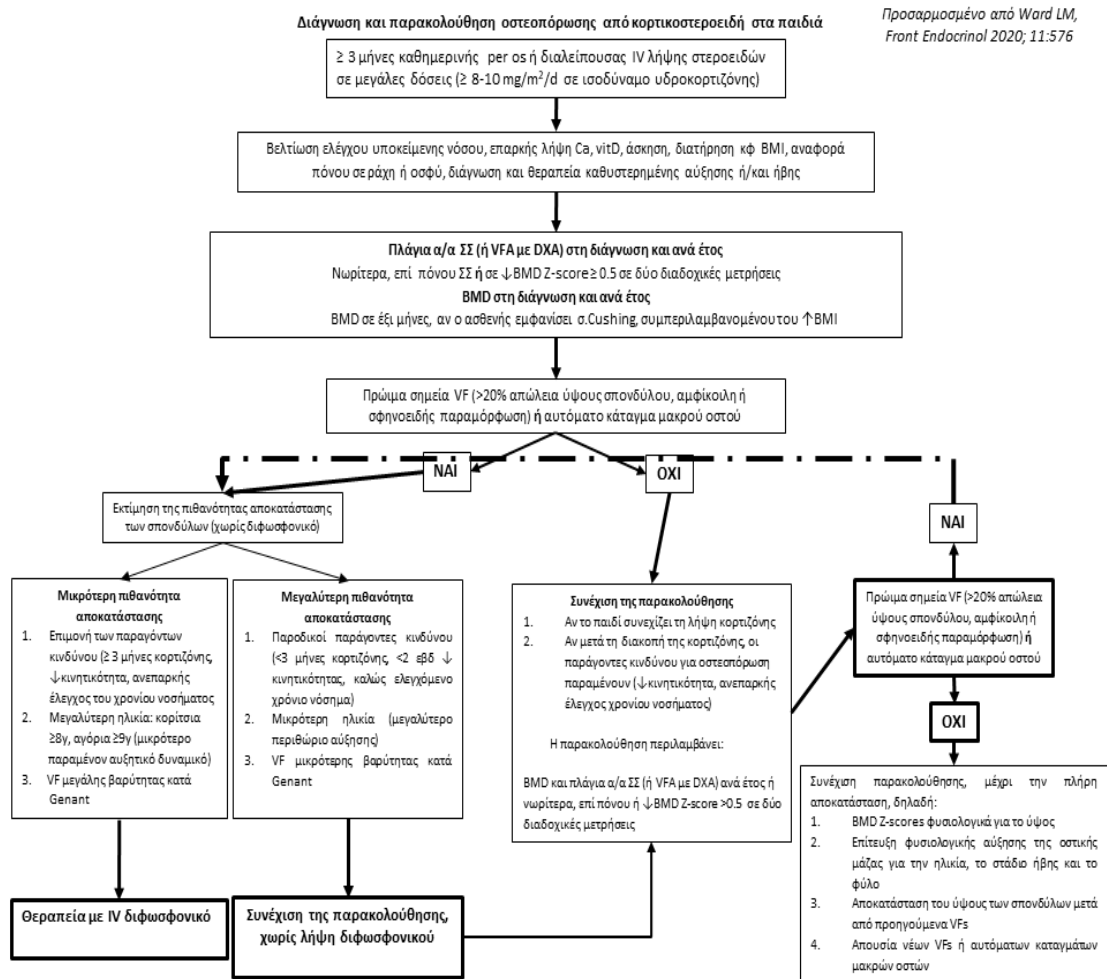 Διάγνωση και παρακολούθηση οστεοπόρωσης από κορτικοστεροειδή στα παιδιά
Προσαρμοσμένο από Ward LM,
Front Endocrinol 2020; 11:576
≥ 3 μήνες καθημερινής per os ή διαλείπουσας IV λήψης στεροειδών
σε μεγάλες δόσεις (≥ 8-10 mg/m²/d σε ισοδύναμο υδροκορτιζόνης)
Βελτίωση ελέγχου υποκείμενης νόσου, επαρκής λήψη Ca, vitD, άσκηση, διατήρηση κφ BMI, αναφορά
πόνου σε ράχη ή οσφύ, διάγνωση και θεραπεία καθυστερημένης αύξησης ή/και ήβης
Πλάγια α/α ΣΣ (ή VFA με DXA) στη διάγνωση και ανά έτος
Νωρίτερα, επί πόνου ΣΣ ή σε ↓BMD Z-score ≥ 0.5 σε δύο διαδοχικές μετρήσεις
BMD στη διάγνωση και ανά έτος
BMD σε έξι μήνες, αν ο ασθενής εμφανίσει σ.Cushing, συμπεριλαμβανομένου του ↑BMI
Πρώιμα σημεία VF (>20% απώλεια ύψους σπονδύλου, αμφίκοιλη ή
σφηνοειδής παραμόρφωση) ή αυτόματο κάταγμα μακρού οστού
ΝΑΙ
ΟΧΙ
Εκτίμηση της πιθανότητας αποκατάστασης
των σπονδύλων (χωρίς διφωσφονικό)
Μικρότερη πιθανότητα
αποκατάστασης
1. Επιμονή των παραγόντων
κινδύνου (≥ 3 μήνες κορτιζόνης,
↓κινητικότητα, ανεπαρκής
έλεγχος του χρονίου νοσήματος)
2. Μεγαλύτερη ηλικία: κορίτσια
≥8y, αγόρια ≥9y (μικρότερο
παραμένον αυξητικό δυναμικό)
3. VF μεγάλης βαρύτητας κατά
Genant
Μεγαλύτερη πιθανότητα
αποκατάστασης
1. Παροδικοί παράγοντες κινδύνου
(<3 μήνες κορτιζόνης, <2 εβδ ↓
κινητικότητας, καλώς ελεγχόμενο
χρόνιο νόσημα)
2. Μικρότερη ηλικία (μεγαλύτερο
περιθώριο αύξησης)
3. VF μικρότερης βαρύτητας κατά
Genant
Συνέχιση της παρακολούθησης
1. Αν το παιδί συνεχίζει τη λήψη κορτιζόνης
2. Αν μετά τη διακοπή της κορτιζόνης, οι
παράγοντες κινδύνου για οστεοπόρωση
παραμένουν (↓κινητικότητα, ανεπαρκής
έλεγχος χρονίου νοσήματος)
Η παρακολούθηση περιλαμβάνει:
BMD και πλάγια α/α ΣΣ (ή VFA με DXA) ανά έτος ή
νωρίτερα, επί πόνου ή ↓BMD Z-score >0.5 σε δύο
διαδοχικές μετρήσεις
ΝΑΙ
Πρώιμα σημεία VF (>20% απώλεια
ύψους σπονδύλου, αμφίκοιλη ή
σφηνοειδής παραμόρφωση) ή
αυτόματο κάταγμα μακρού οστού
ΟΧΙ
Συνέχιση παρακολούθησης, μέχρι την πλήρη
αποκατάσταση, δηλαδή:
1. BMD Z-scores φυσιολογικά για το ύψος
2. Επίτευξη φυσιολογικής αύξησης της οστικής
μάζας για την ηλικία, το στάδιο ήβης και το
φύλο
3. Αποκατάσταση του ύψους των σπονδύλων μετά
από προηγούμενα VFs
4. Απουσία νέων VFs ή αυτόματων καταγμάτων
μακρών οστών
Θεραπεία με IV διφωσφονικό
Συνέχιση της παρακολούθησης,
χωρίς λήψη διφωσφονικού